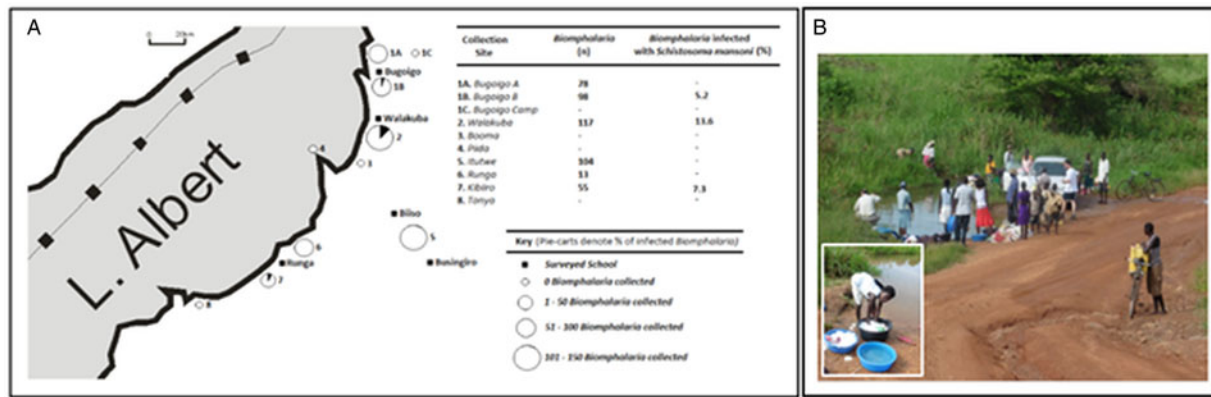 A
0 20km
1A 1C
Bugoigo
1B
Walakuba
2
4
3
L. Albert
Biiso
5
Busingiro
6
Runga
7
8
Collection Site Biomphalaria (n) Biomphalaria infected with Schistosoma mansoni (%)
1A. Bugoigo A 78 -
1B. Bugoigo B 98 5.2
1C. Bugoigo Camp - -
2. Walakuba 117 13.6
3. Booma - -
4. Piida - -
5. Itutwe 104 -
6. Runga 13 -
7. Kibiro 55 7.3
8. Tonya - -
Key (Pie-carts denote % of infected Biomphalaria)
Surveyed School
0 Biomphalaria collected
1 - 50 Biomphalaria collected
51 - 100 Biomphalaria collected
101 - 150 Biomphalaria collected
B